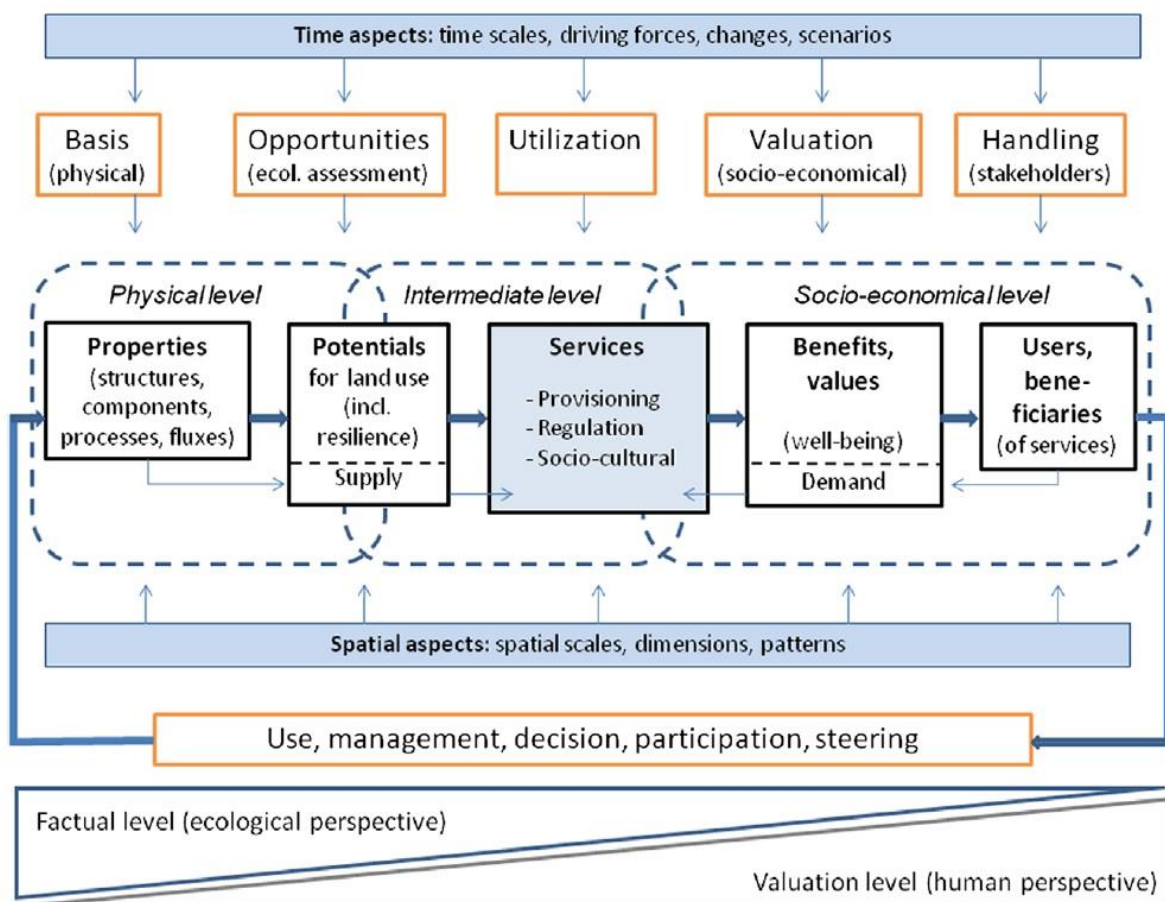 Time aspects: time scales, driving forces, changes, scenarios
Basis
(physical)
Opportunities
(ecol. assessment)
Utilization
Valuation
(socio-economical)
Handling
(stakeholders)
Physical level
Intermediate level
Socio-economical level
Properties
(structures,
components,
processes, fluxes)
Potentials
for land use
(incl.
resilience)
Supply
Services
- Provisioning
- Regulation
- Socio-cultural
Benefits,
values
(well-being)
Demand
Users,
bene-
ficiaries
(of services)
Spatial aspects: spatial scales, dimensions, patterns
Use, management, decision, participation, steering
Factual level (ecological perspective)
Valuation level (human perspective)